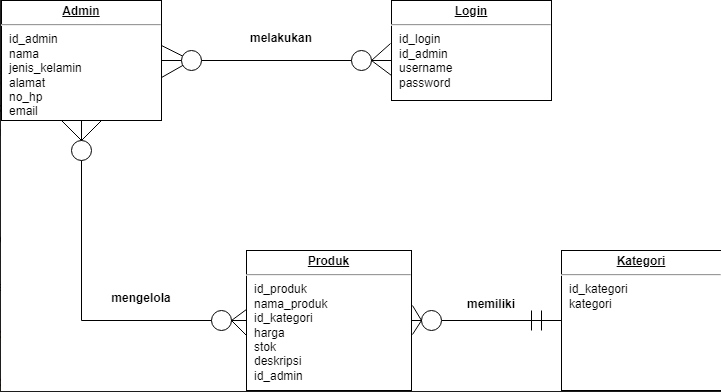 Admin
id_admin
nama
jenis_kelamin
alamat
no_hp
email
melakukan
Login
id_login
id_admin
username
password
mengelola
Produk
id_produk
nama_produk
id_kategori
harga
stok
deskripsi
id_admin
memiliki
Kategori
id_kategori
kategori